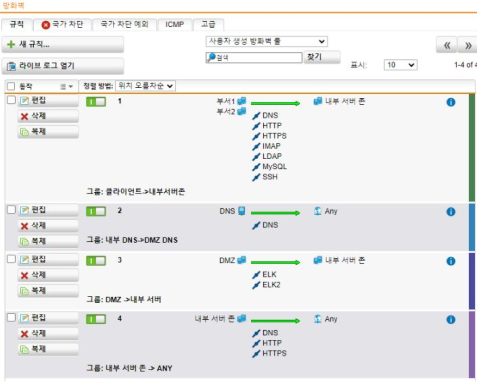 방화벽
규칙 국가 차단 국가 차단 예외 ICMP 고급
새 규칙... 사용자 생성 방화벽 룰
라이브 로그 열기 검색 찾기 표시: 10 1-4 of 4
동작 정렬 방법: 위치 오름차순
편집 1 부서1 내부 서버 존
삭제 부서2 DNS
복제 HTTP
HTTPS
IMAP
LDAP
MySQL
SSH
그룹: 클라이언트->내부서버존
편집 2 DNS Any
삭제 DNS
복제 그룹: 내부 DNS->DMZ DNS
편집 3 DMZ 내부 서버 존
삭제 ELK
복제 ELK2
그룹: DMZ ->내부 서버
편집 4 내부 서버 존 Any
삭제 DNS
복제 HTTP
HTTPS
그룹: 내부 서버 존 -> ANY